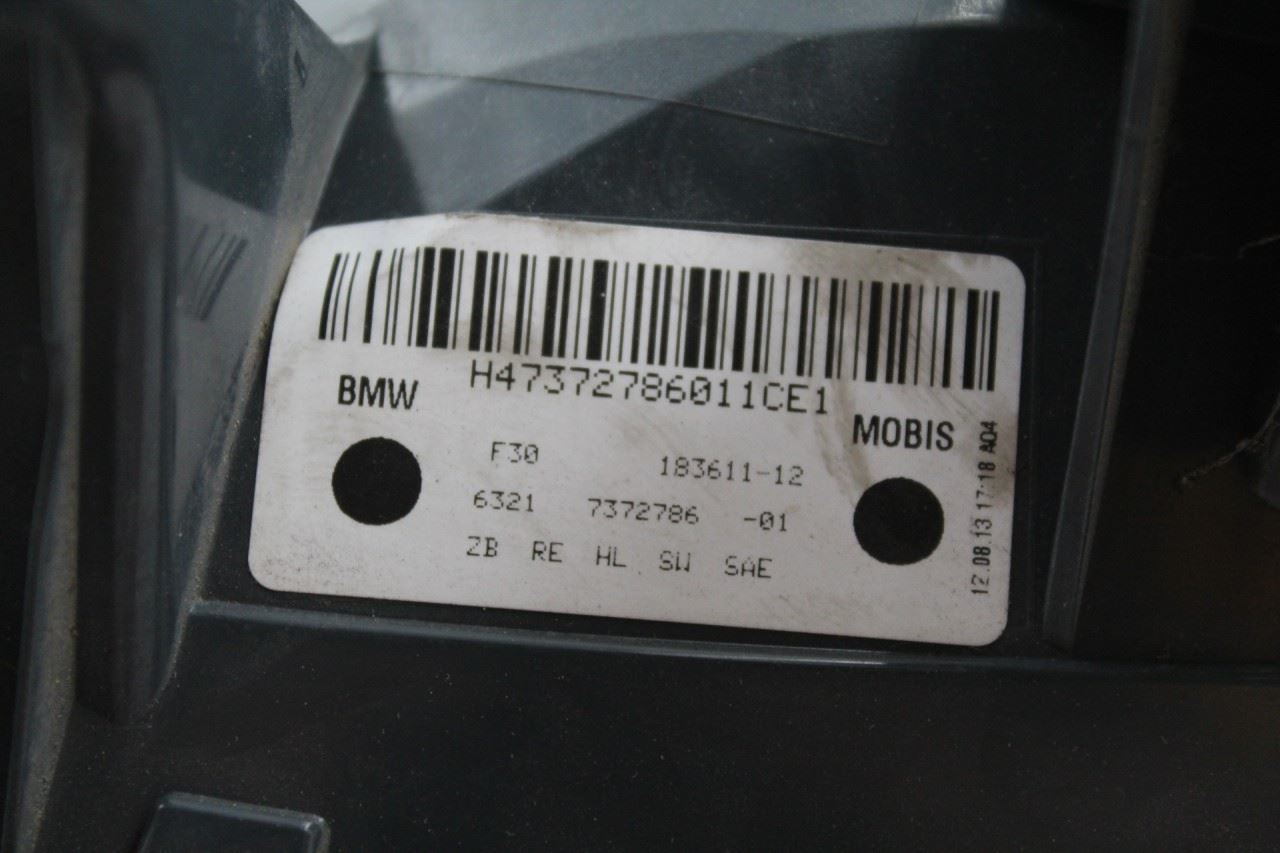 H47372786011CE1
BMW
MOBIS
F30 183611-12
6321 7372786 -01
ZB RE HL SW SAE
12.08.13 17:18 A04